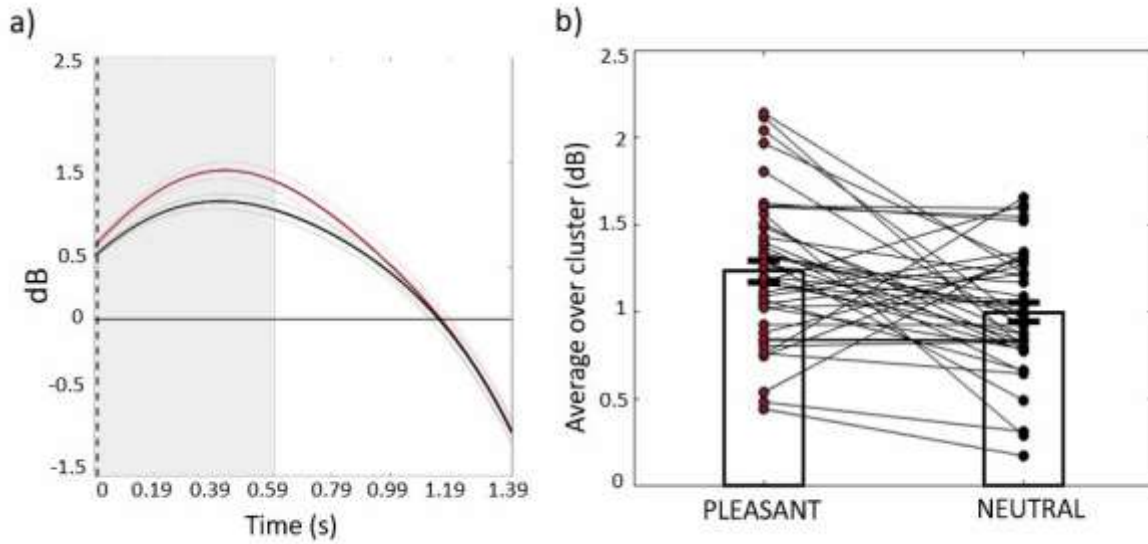 a)
dB
2.5
1.5
0.5
0
-0.5
-1.5
0 0.19 0.39 0.59 0.79 0.99 1.19 1.39
Time (s)
b)
Average over cluster (dB)
2.5
2
1.5
1
0.5
0
PLEASANT NEUTRAL